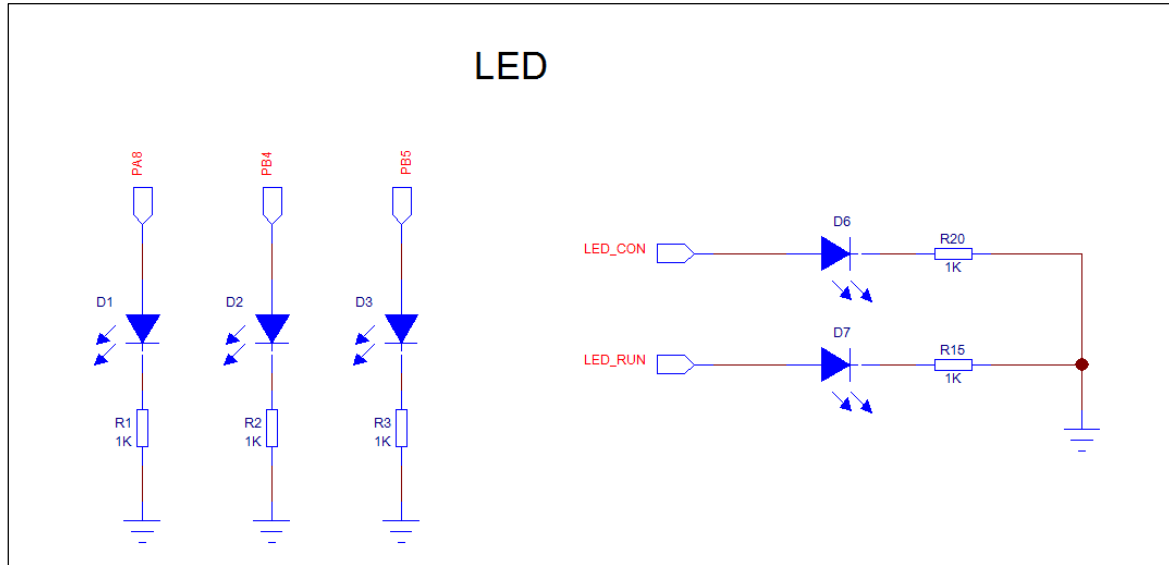 LED
PA8
PB4
PB5
D1
D2
D3
R1
1K
R2
1K
R3
1K
LED_CON
D6
R20
1K
LED_RUN
D7
R15
1K